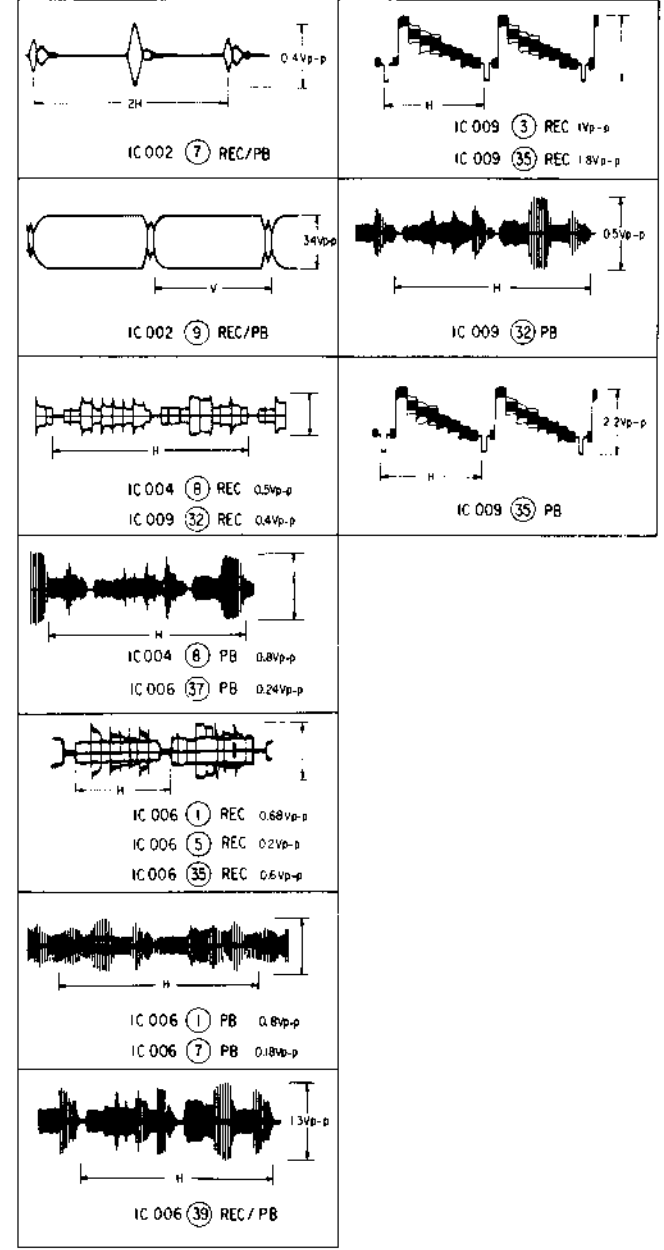 0.4Vp-p
2H
IC 002 ⑦ REC/PB
34Vp-p
V
IC 002 ⑨ REC/PB
H
IC 004 ⑧ REC 0.5Vp-p
IC 009 ㉜ REC 0.4Vp-p
H
IC 004 ⑧ PB 0.8Vp-p
IC 006 ㊲ PB 0.24Vp-p
H
IC 006 ① REC 0.68Vp-p
IC 006 ⑤ REC 0.2Vp-p
IC 006 ㉟ REC 0.6Vp-p
H
IC 006 ① PB 0.8Vp-p
IC 006 ⑦ PB 0.18Vp-p
1.3Vp-p
H
IC 006 ㊴ REC/PB
H
IC 009 ③ REC 1Vp-p
IC 009 ㉟ REC 1.8Vp-p
0.5Vp-p
H
IC 009 ㉜ PB
2.2Vp-p
H
IC 009 ㉟ PB